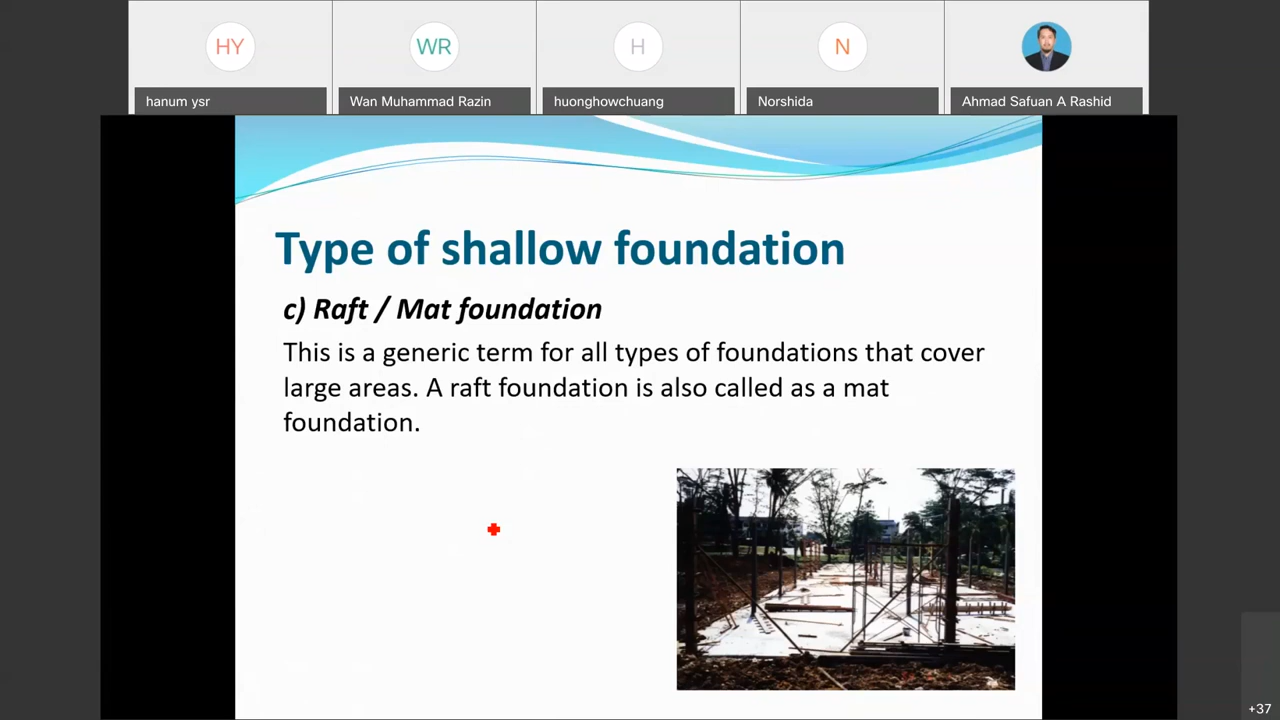 HY
WR
H
N
hanum ysr
Wan Muhammad Razin
huonghowchuang
Norshida
Ahmad Safuan A Rashid
Type of shallow foundation
c) Raft / Mat foundation
This is a generic term for all types of foundations that cover
large areas. A raft foundation is also called as a mat
foundation.
+37